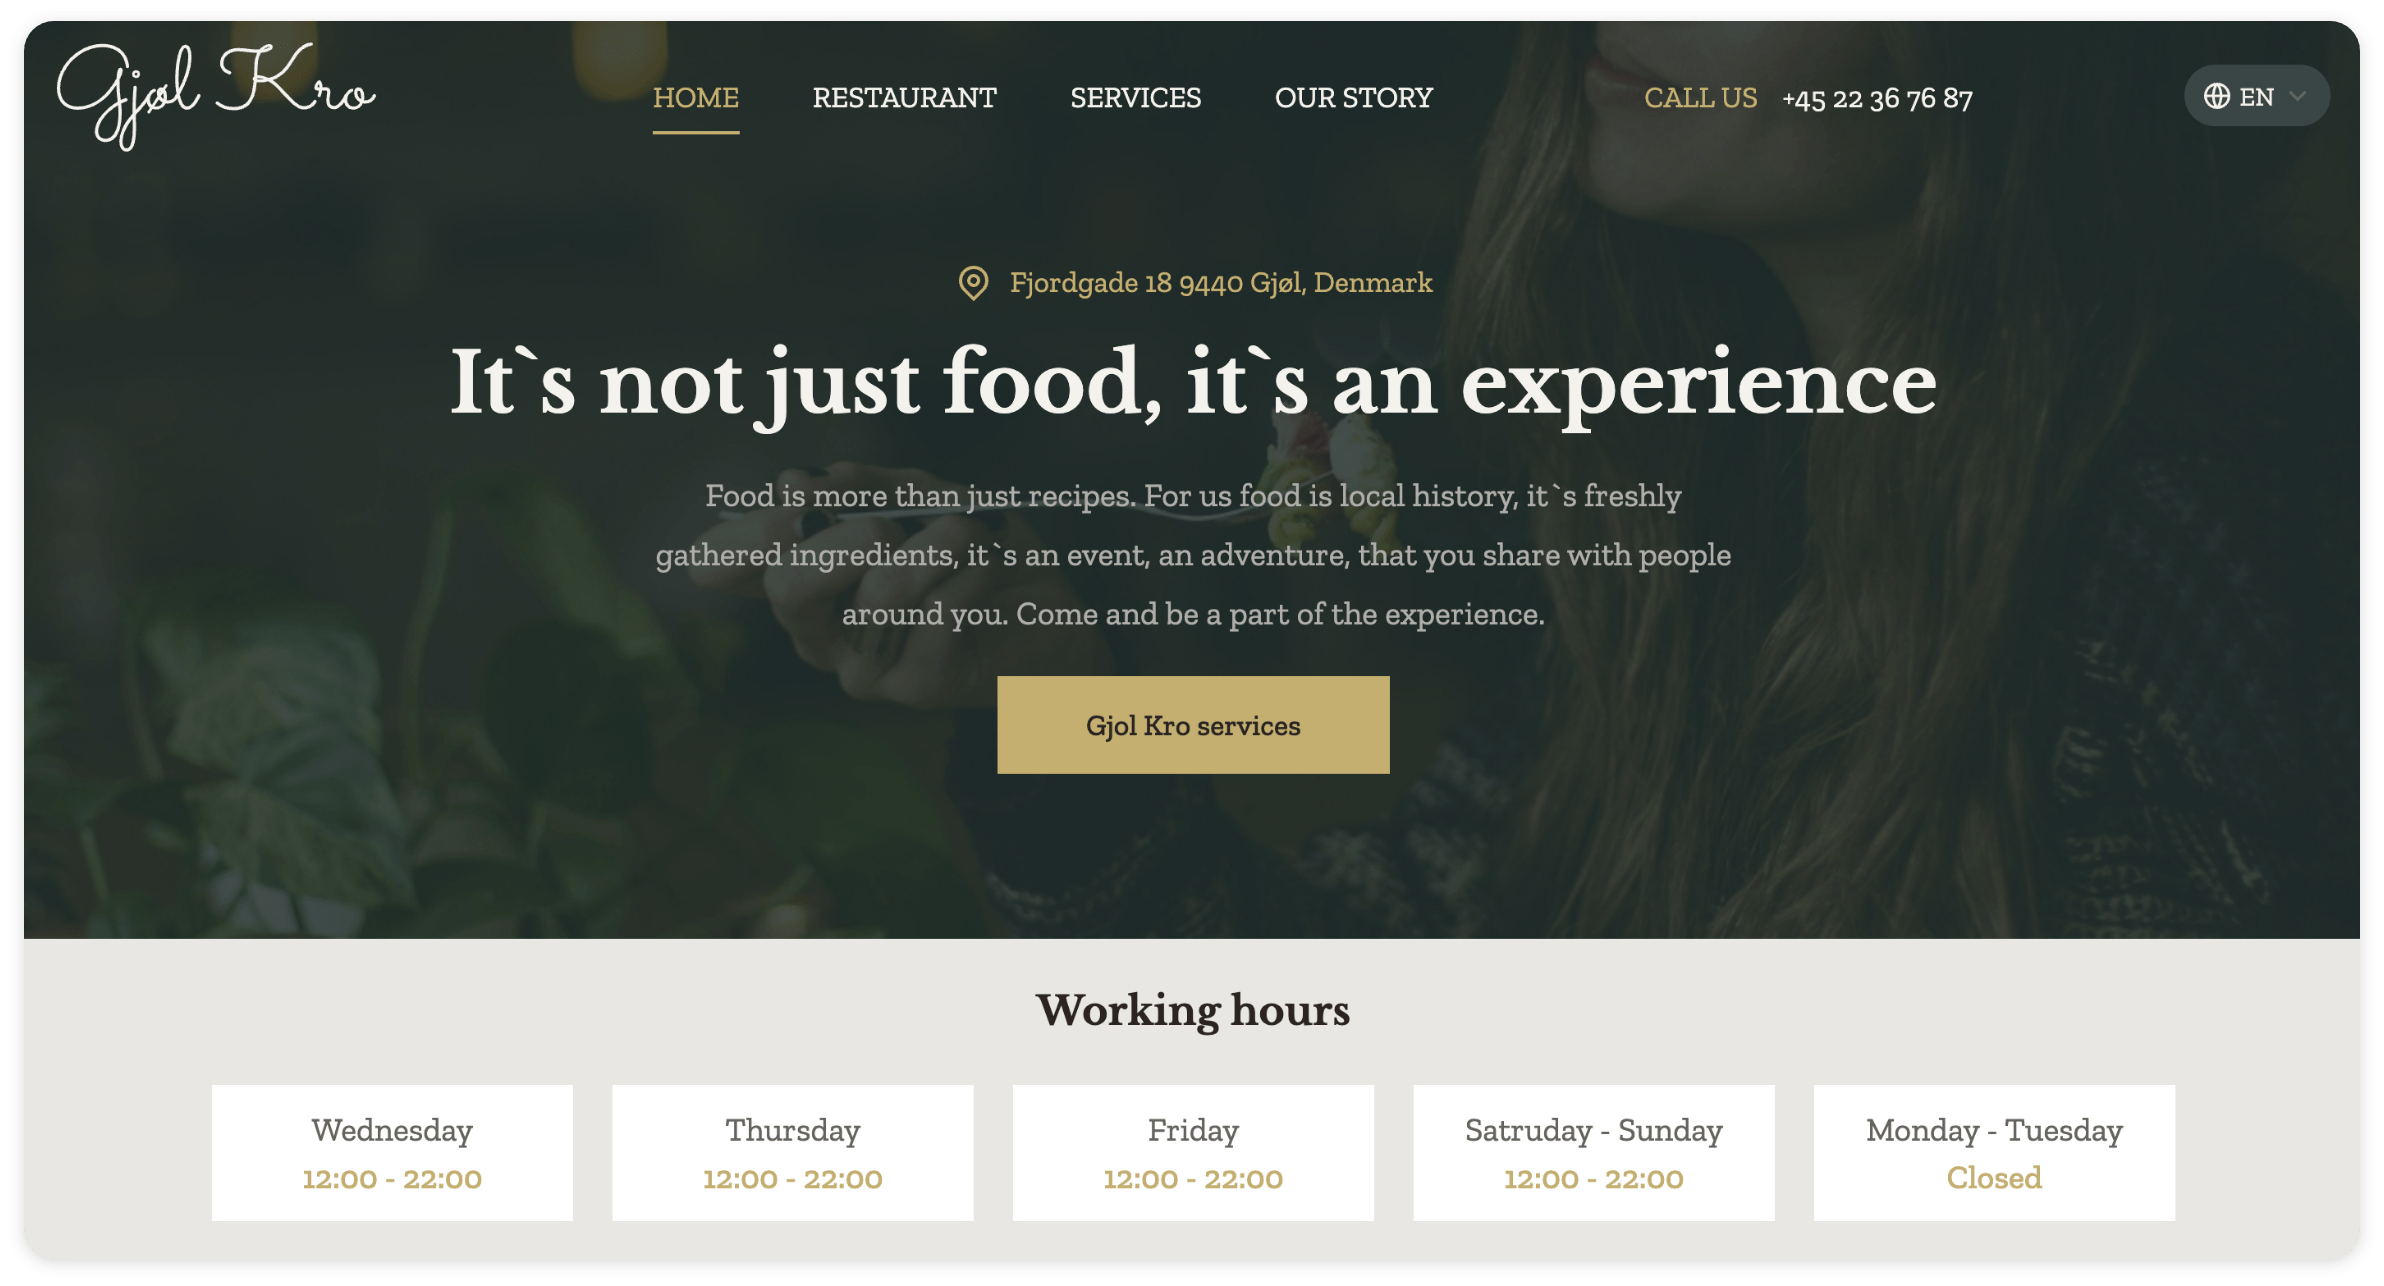 Gjøl Kro
HOME RESTAURANT SERVICES OUR STORY CALL US +45 22 36 76 87 EN
Fjordgade 18 9440 Gjøl, Denmark
It`s not just food, it`s an experience
Food is more than just recipes. For us food is local history, it`s freshly
gathered ingredients, it`s an event, an adventure, that you share with people
around you. Come and be a part of the experience.
Gjol Kro services
Working hours
Wednesday
12:00 - 22:00
Thursday
12:00 - 22:00
Friday
12:00 - 22:00
Satruday - Sunday
12:00 - 22:00
Monday - Tuesday
Closed